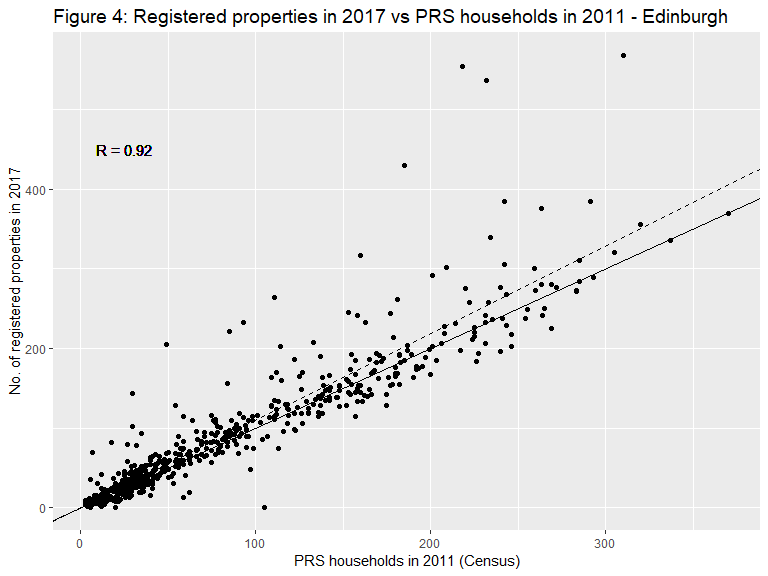 Figure 4: Registered properties in 2017 vs PRS households in 2011 - Edinburgh
R = 0.92
No. of registered properties in 2017
400
200
0
0 100 200 300
PRS households in 2011 (Census)